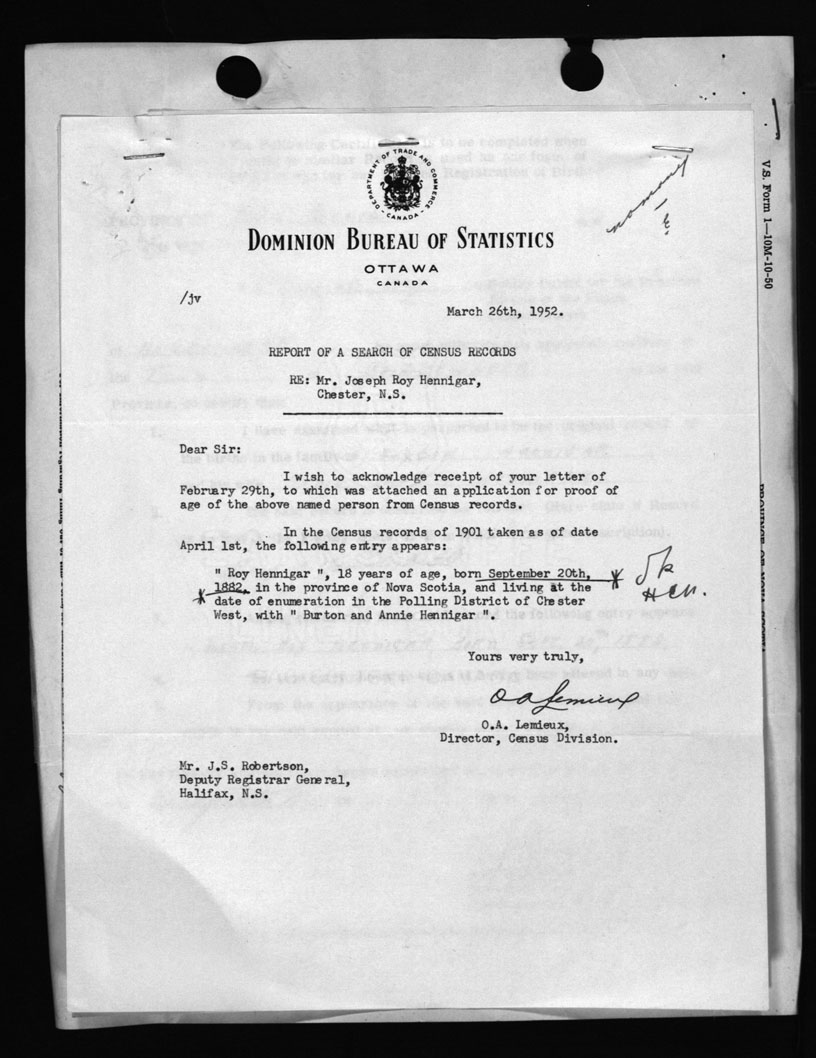 DEPARTMENT OF TRADE AND COMMERCE
- CANADA -
DOMINION BUREAU OF STATISTICS
OTTAWA
CANADA
/jv
March 26th, 1952.
REPORT OF A SEARCH OF CENSUS RECORDS
RE: Mr. Joseph Roy Hennigar,
Chester, N.S.
Dear Sir:
I wish to acknowledge receipt of your letter of
February 29th, to which was attached an application for proof of
age of the above named person from Census records.
In the Census records of 1901 taken as of date
April 1st, the following entry appears:
" Roy Hennigar ", 18 years of age, born September 20th,
1882, in the province of Nova Scotia, and living at the
date of enumeration in the Polling District of Chester
West, with " Burton and Annie Hennigar ".
Yours very truly,
O A Lemieux
O.A. Lemieux,
Director, Census Division.
Mr. J.S. Robertson,
Deputy Registrar General,
Halifax, N.S.
V.S. Form 1—10M-10-50